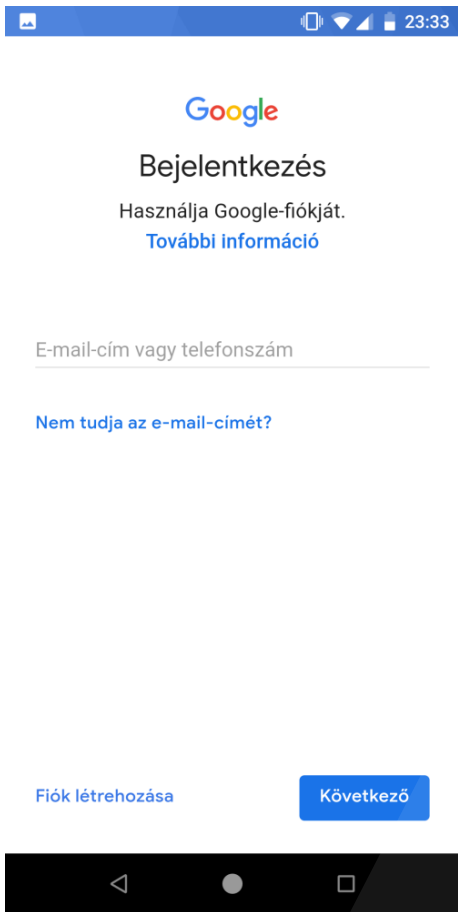 23:33
Google
Bejelentkezés
Használja Google-fiókját.
További információ
E-mail-cím vagy telefonszám
Nem tudja az e-mail-címét?
Fiók létrehozása
Következő